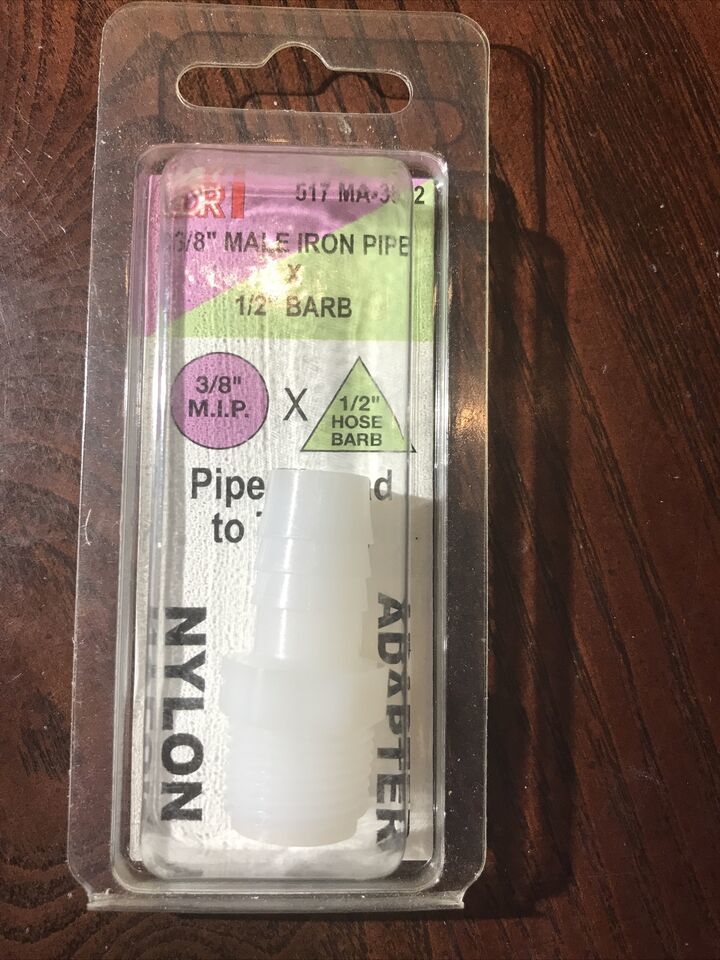 517 MA-3
3/8" MALE IRON PIPE
X
1/2" BARB
3/8"
M.I.P.
X
1/2"
HOSE
BARB
Pipe
to
NYLON
ADAPTER